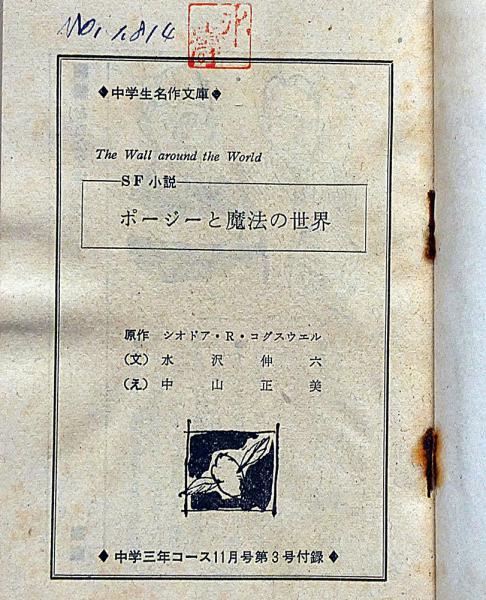 No. 1814
◆中学生名作文庫◆
The Wall around the World
SF小説
ポージーと魔法の世界
原作 シオドア・R・コグスウエル
(文) 水沢伸六
(え) 中山正美
◆中学三年コース11月号第3号付録◆